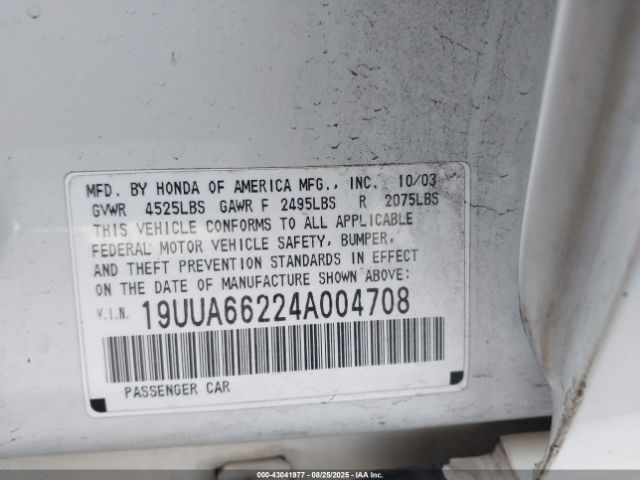 MFD. BY HONDA OF AMERICA MFG., INC. 10/03
GVWR 4525LBS GAWR F 2495LBS R 2075LBS
THIS VEHICLE CONFORMS TO ALL APPLICABLE
FEDERAL MOTOR VEHICLE SAFETY, BUMPER,
AND THEFT PREVENTION STANDARDS IN EFFECT
ON THE DATE OF MANUFACTURE SHOWN ABOVE:
V.I.N. 19UUA66224A004708
PASSENGER CAR
000-43041977 - 08/25/2025 - IAAI.COM